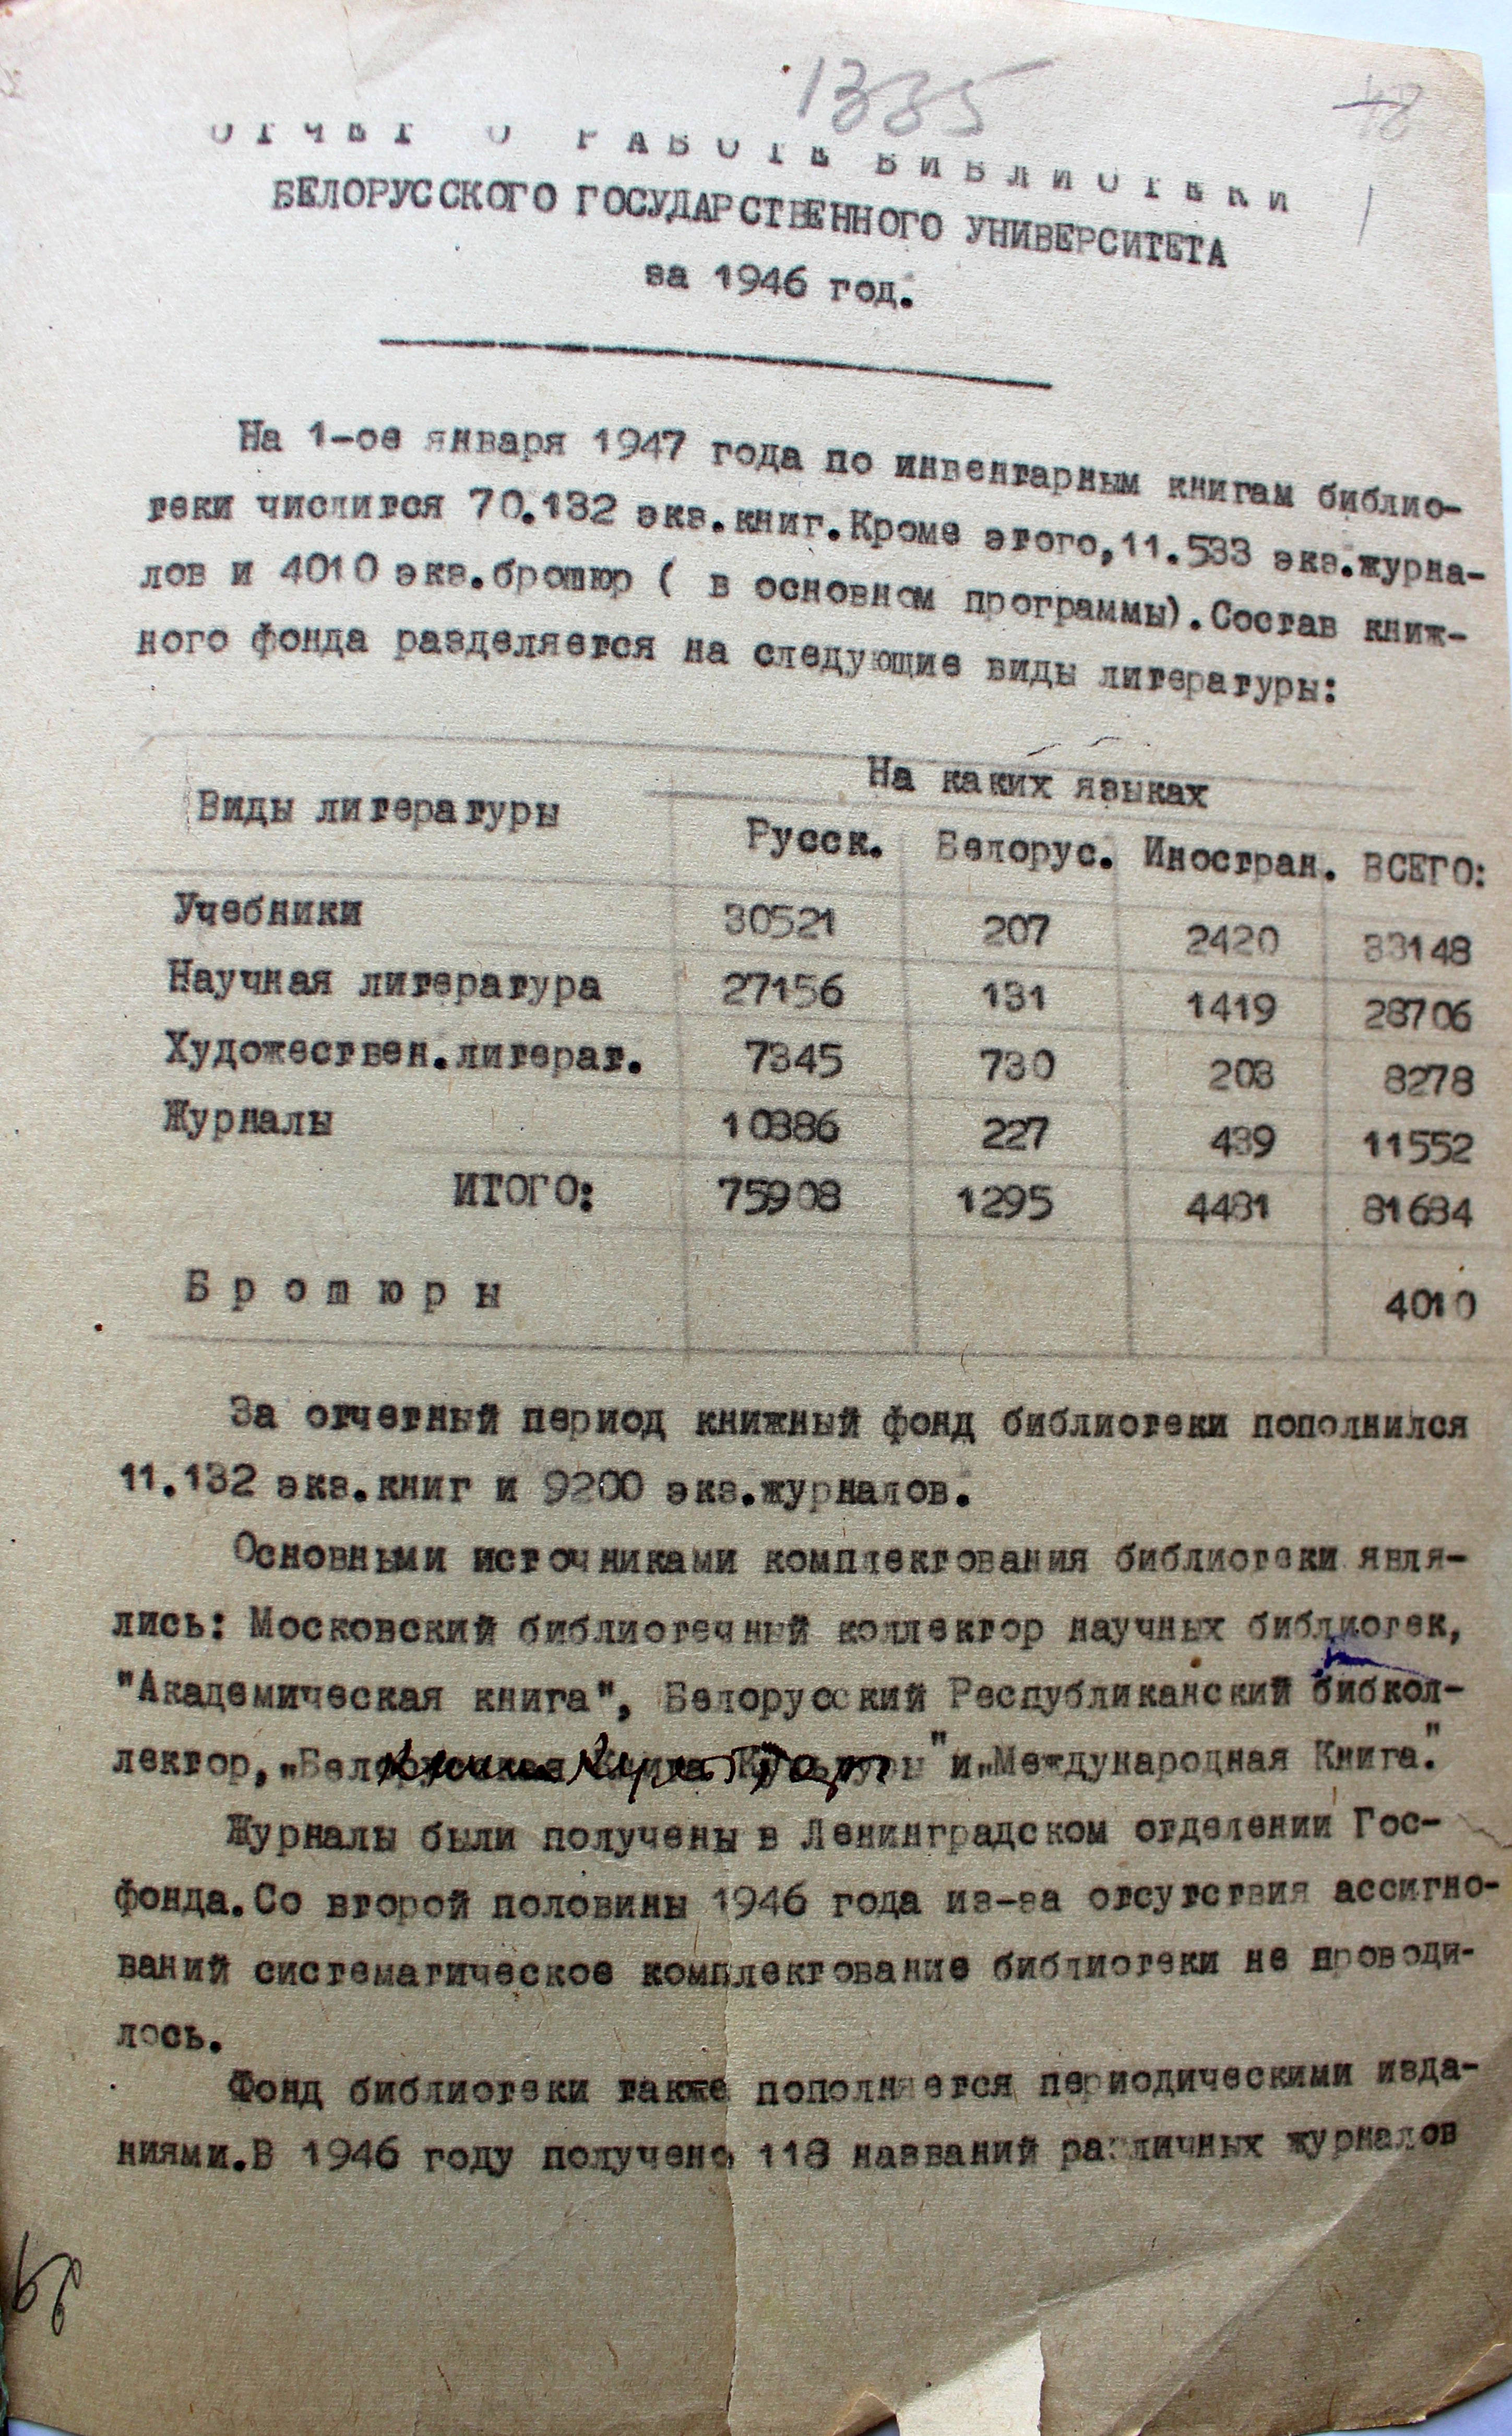 1335
48
ОТЧЕТ О РАБОТЕ БИБЛИОТЕКИ
1
БЕЛОРУССКОГО ГОСУДАРСТВЕННОГО УНИВЕРСИТЕТА
за 1946 год.
На 1-ое января 1947 года по инвентарным книгам библио-
теки числится 70.132 экз.книг.Кроме этого,11.533 экз.журна-
лов и 4010 экз.брошюр ( в основном программы).Состав книж-
ного фонда разделяется на следующие виды литературы:
Виды литературы На каких языках
Русск. Белорус. Иностран. ВСЕГО:
Учебники 30521 207 2420 33148
Научная литература 27156 131 1419 28706
Художествен.литерат. 7345 730 203 8278
Журналы 10886 227 439 11552
ИТОГО: 75908 1295 4481 81684
Брошюры 4010
За отчетный период книжный фонд библиотеки пополнился
11.132 экз.книг и 9200 экз.журналов.
Основными источниками комплектования библиотеки явля-
лись: Московский библиотечный коллектор научных библиотек,
"Академическая книга", Белорусский Республиканский бибкол-
лектор, „ " и „Международная Книга."
Журналы были получены в Ленинградском отделении Гос-
фонда.Со второй половины 1946 года из-за отсутствия ассигно-
ваний систематическое комплектование библиотеки не проводи-
лось.
Фонд библиотеки также пополняется периодическими изда-
ниями.В 1946 году получено 118 названий различных журналов